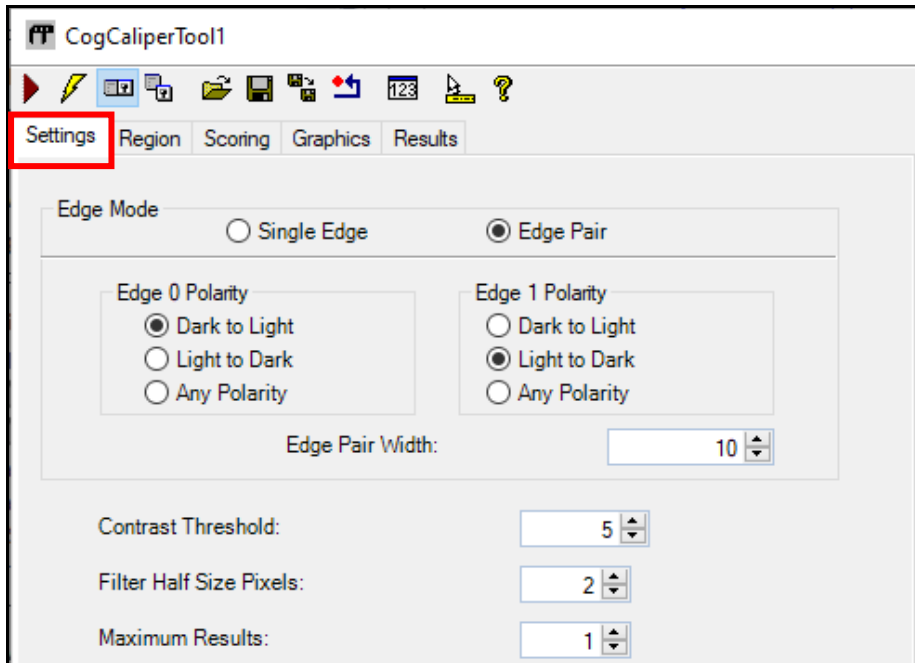 CogCaliperTool1
123
Settings Region Scoring Graphics Results
Edge Mode
Single Edge Edge Pair
Edge 0 Polarity Edge 1 Polarity
Dark to Light Dark to Light
Light to Dark Light to Dark
Any Polarity Any Polarity
Edge Pair Width: 10
Contrast Threshold: 5
Filter Half Size Pixels: 2
Maximum Results: 1